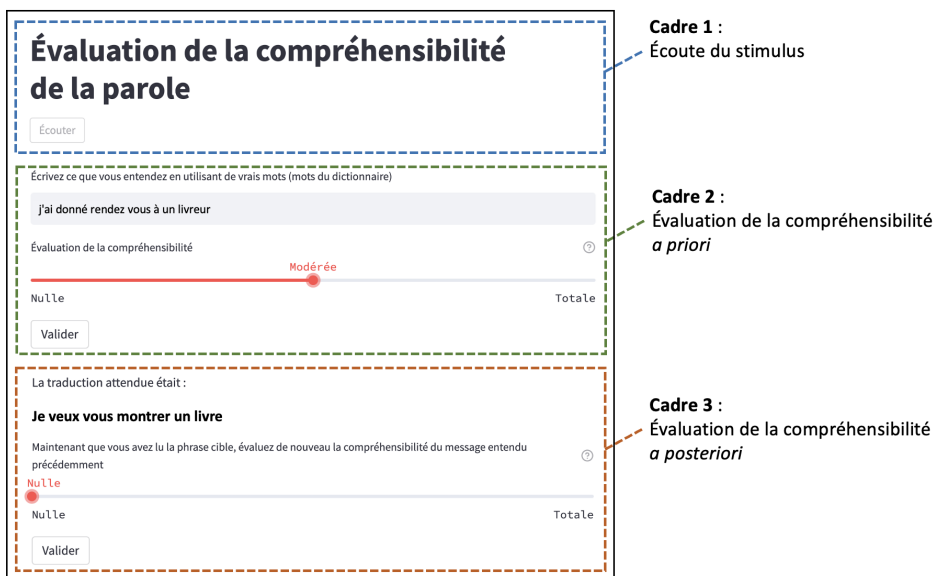 Évaluation de la compréhensibilité
de la parole
Écouter
Cadre 1 :
Écoute du stimulus
Écrivez ce que vous entendez en utilisant de vrais mots (mots du dictionnaire)
j'ai donné rendez vous à un livreur
Évaluation de la compréhensibilité
?
Modérée
Nulle
Totale
Valider
Cadre 2 :
Évaluation de la compréhensibilité
a priori
La traduction attendue était :
Je veux vous montrer un livre
Maintenant que vous avez lu la phrase cible, évaluez de nouveau la compréhensibilité du message entendu
précédemment
?
Nulle
Nulle
Totale
Valider
Cadre 3 :
Évaluation de la compréhensibilité
a posteriori